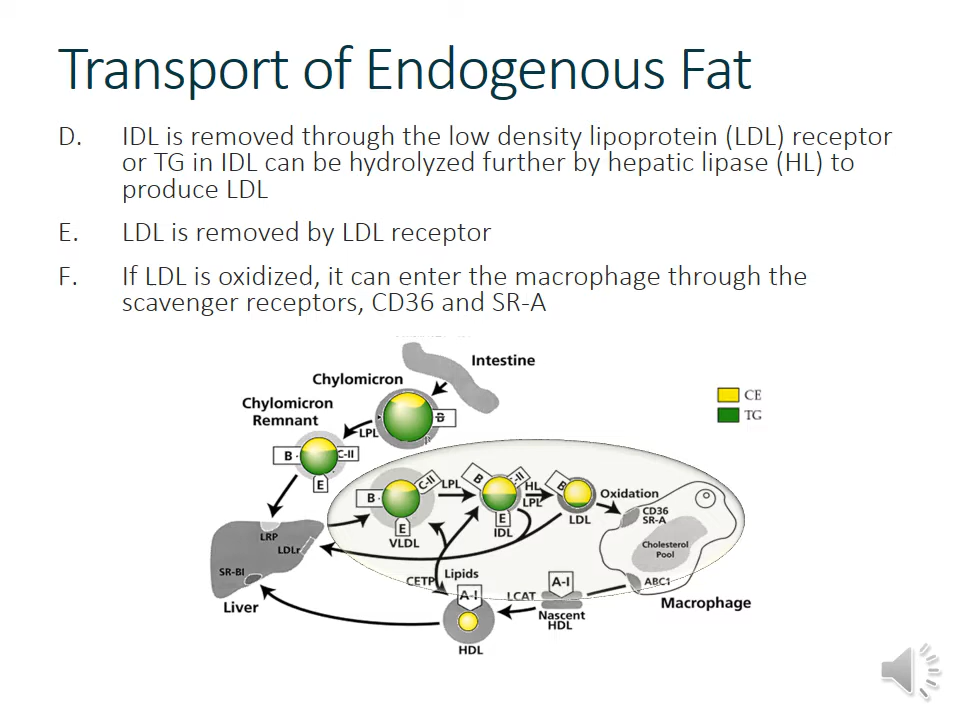 Transport of Endogenous Fat
D. IDL is removed through the low density lipoprotein (LDL) receptor
or TG in IDL can be hydrolyzed further by hepatic lipase (HL) to
produce LDL
E. LDL is removed by LDL receptor
F. If LDL is oxidized, it can enter the macrophage through the
scavenger receptors, CD36 and SR-A
Intestine
Chylomicron
CE
TG
Chylomicron
Remnant
B
LPL
B
C-II
E
B
C-II
LPL
B
C-II
HL
LPL
B
Oxidation
CD36
SR-A
E
VLDL
E
IDL
LDL
LRP
LDLr
Cholesterol
Pool
SR-BI
CETP
Lipids
ABC1
Liver
A-I
LCAT
A-I
Macrophage
Nascent
HDL
HDL